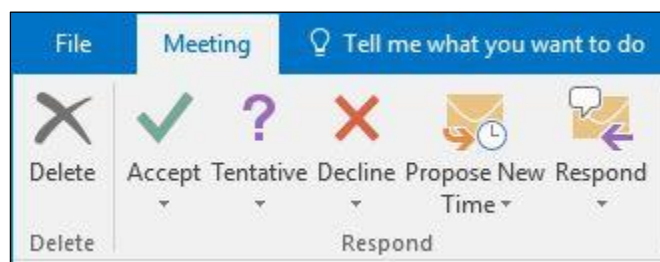 File Meeting Tell me what you want to do
Delete Accept Tentative Decline Propose New Respond
Time
Delete Respond